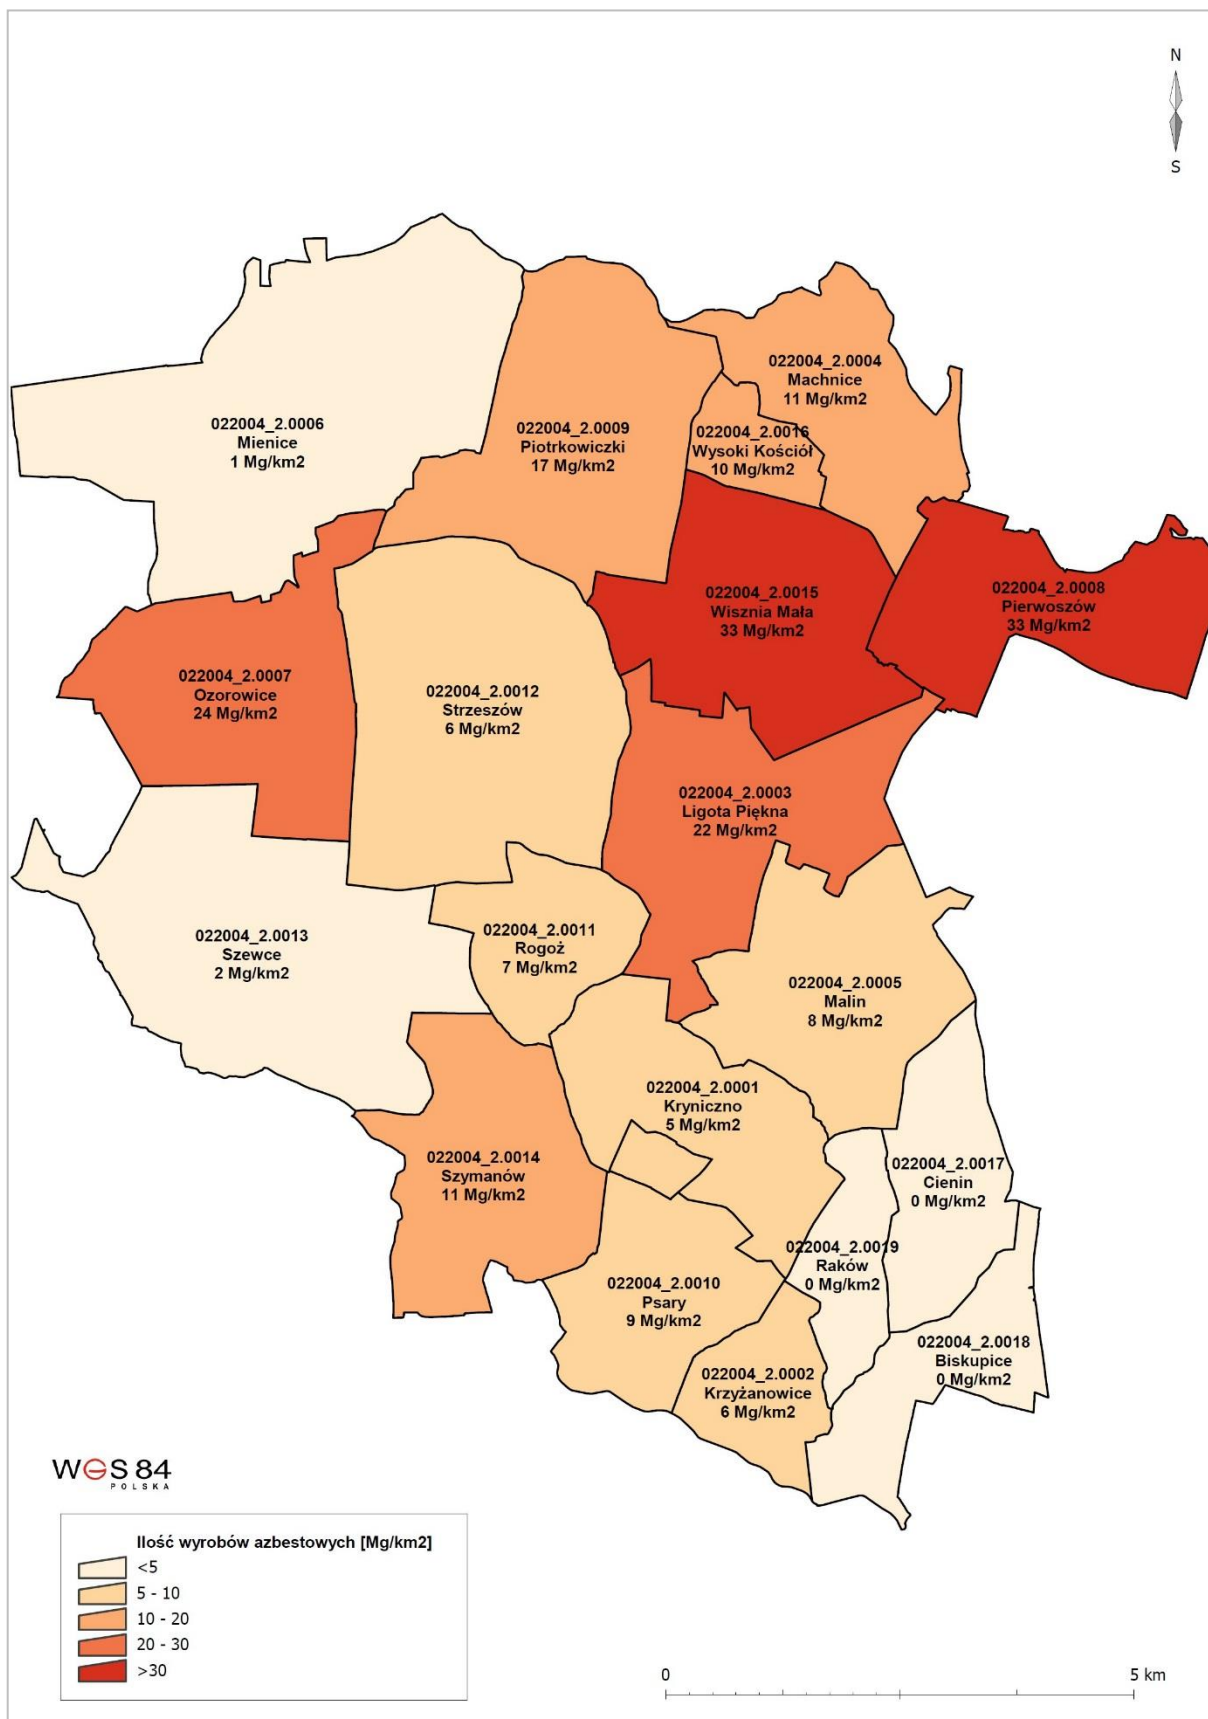 N
S
022004_2.0004
Machnice
11 Mg/km2
022004_2.0006
Mienice
1 Mg/km2
022004_2.0009
Piotrkowiczki
17 Mg/km2
022004_2.0016
Wysoki Kościół
10 Mg/km2
022004_2.0015
Wisznia Mała
33 Mg/km2
022004_2.0008
Pierwoszów
33 Mg/km2
022004_2.0007
Ozorowice
24 Mg/km2
022004_2.0012
Strzeszów
6 Mg/km2
022004_2.0003
Ligota Piękna
22 Mg/km2
022004_2.0013
Szewce
2 Mg/km2
022004_2.0011
Rogoż
7 Mg/km2
022004_2.0005
Malin
8 Mg/km2
022004_2.0001
Kryniczno
5 Mg/km2
022004_2.0014
Szymanów
11 Mg/km2
022004_2.0017
Cienin
0 Mg/km2
022004_2.0019
Raków
0 Mg/km2
022004_2.0010
Psary
9 Mg/km2
022004_2.0018
Biskupice
0 Mg/km2
022004_2.0002
Krzyżanowice
6 Mg/km2
WGS 84
POLSKA
Ilość wyrobów azbestowych [Mg/km2]
<5
5 - 10
10 - 20
20 - 30
>30
0 5 km